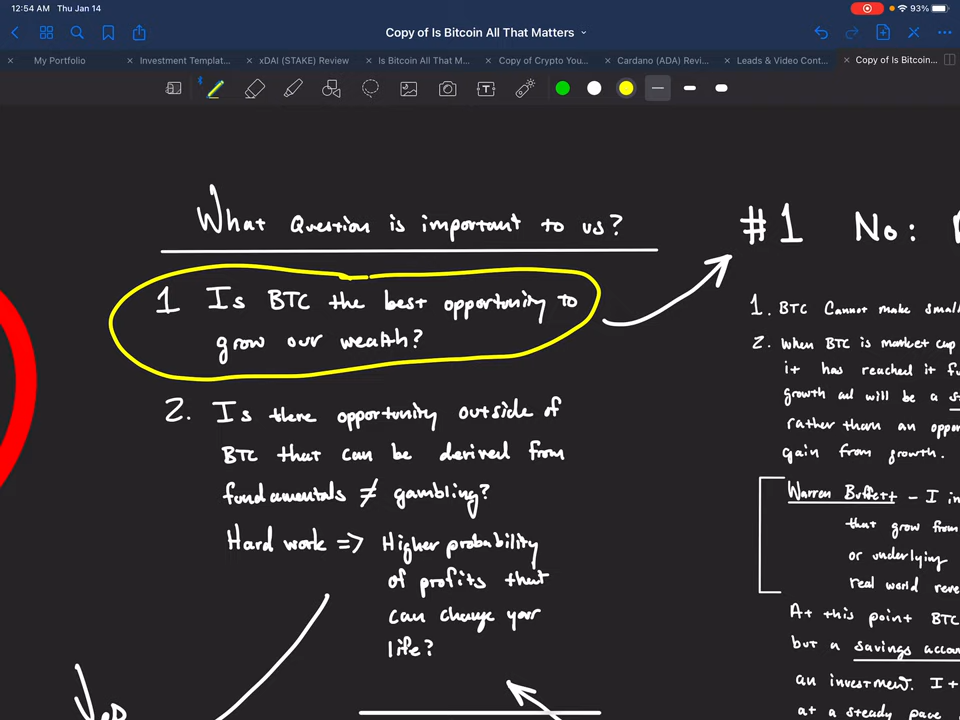 12:54 AM Thu Jan 14
93%
Copy of Is Bitcoin All That Matters
My Portfolio
Investment Templat...
xDAI (STAKE) Review
Is Bitcoin All That M...
Copy of Crypto You...
Cardano (ADA) Revi...
Leads & Video Cont...
Copy of Is Bitcoin...
What Question is important to us?
1 Is BTC the best opportunity to
grow our wealth?
2. Is there opportunity outside of
BTC that can be derived from
fundamentals ≠ gambling?
Hard work => Higher probability
of profits that
can change your
life?
Yes
#1 No:
1. BTC Cannot make small
2. When BTC is market cap
it has reached it fu
growth and will be a s
rather than an oppor
gain from growth.
Warren Buffett - I in
that grow from
or underlying
real world reve
At this point BTC
but a savings accou
an investment. It
at a steady pace